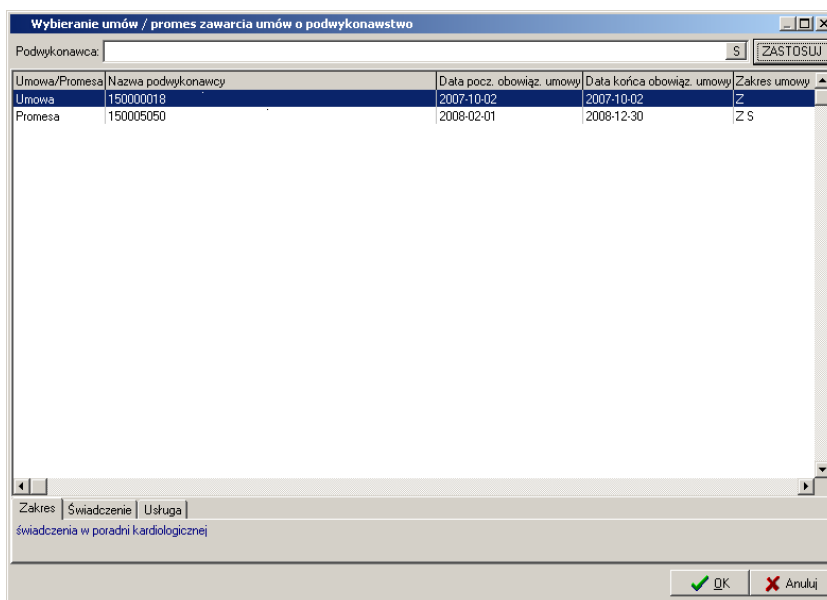 Wybieranie umów / promes zawarcia umów o podwykonawstwo
Podwykonawca: S ZASTOSUJ
Umowa/Promesa Nazwa podwykonawcy Data pocz. obowiąz. umowy Data końca obowiąz. umowy Zakres umowy
Umowa 150000018 2007-10-02 2007-10-02 Z
Promesa 150005050 2008-02-01 2008-12-30 Z S
Zakres Świadczenie Usługa
świadczenia w poradni kardiologicznej
OK Anuluj